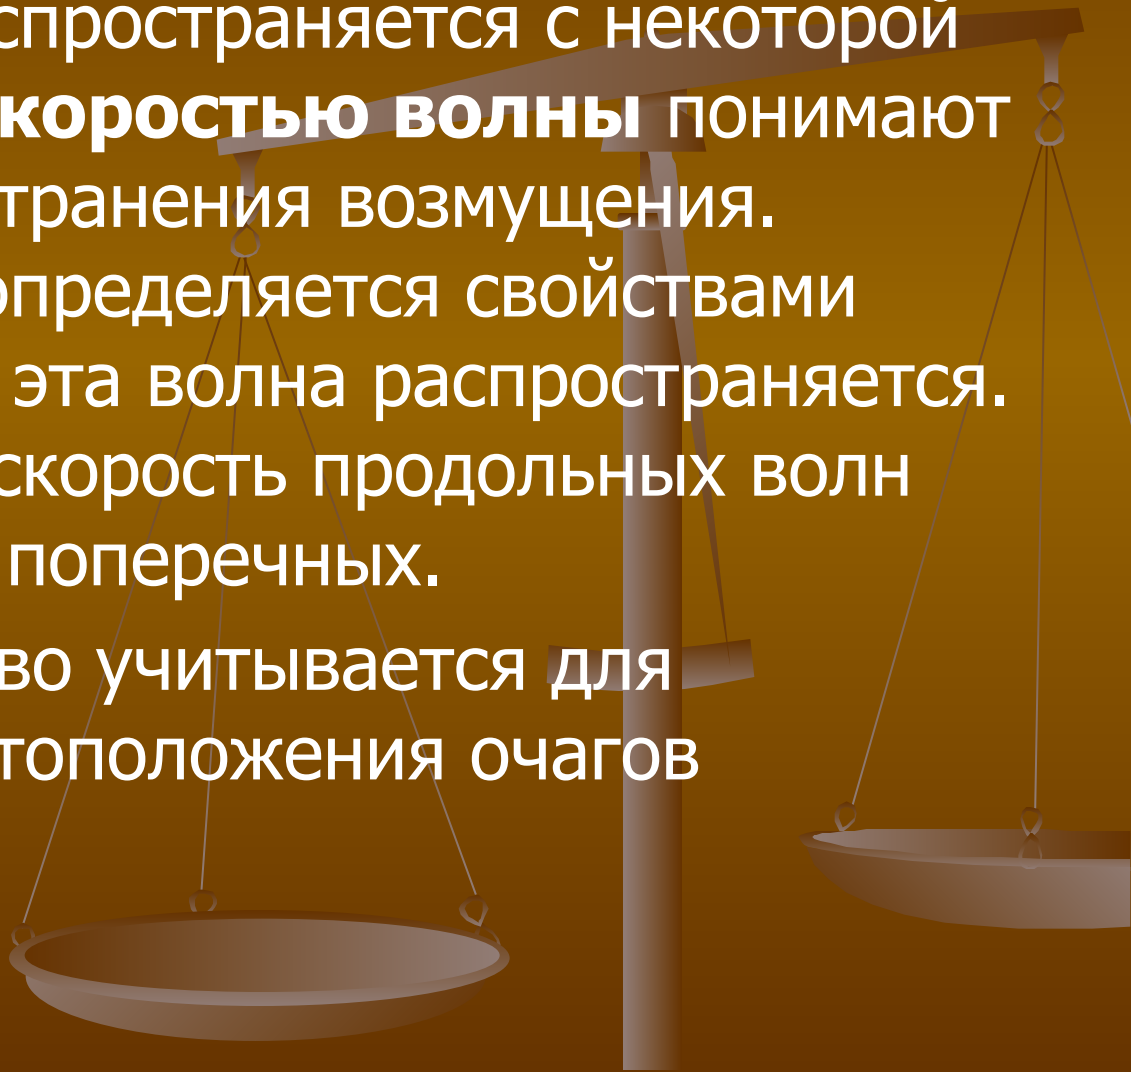 спространяется с некоторой
коростью волны понимают
транения возмущения.
определяется свойствами
эта волна распространяется.
скорость продольных волн
поперечных.
во учитывается для
тоположения очагов